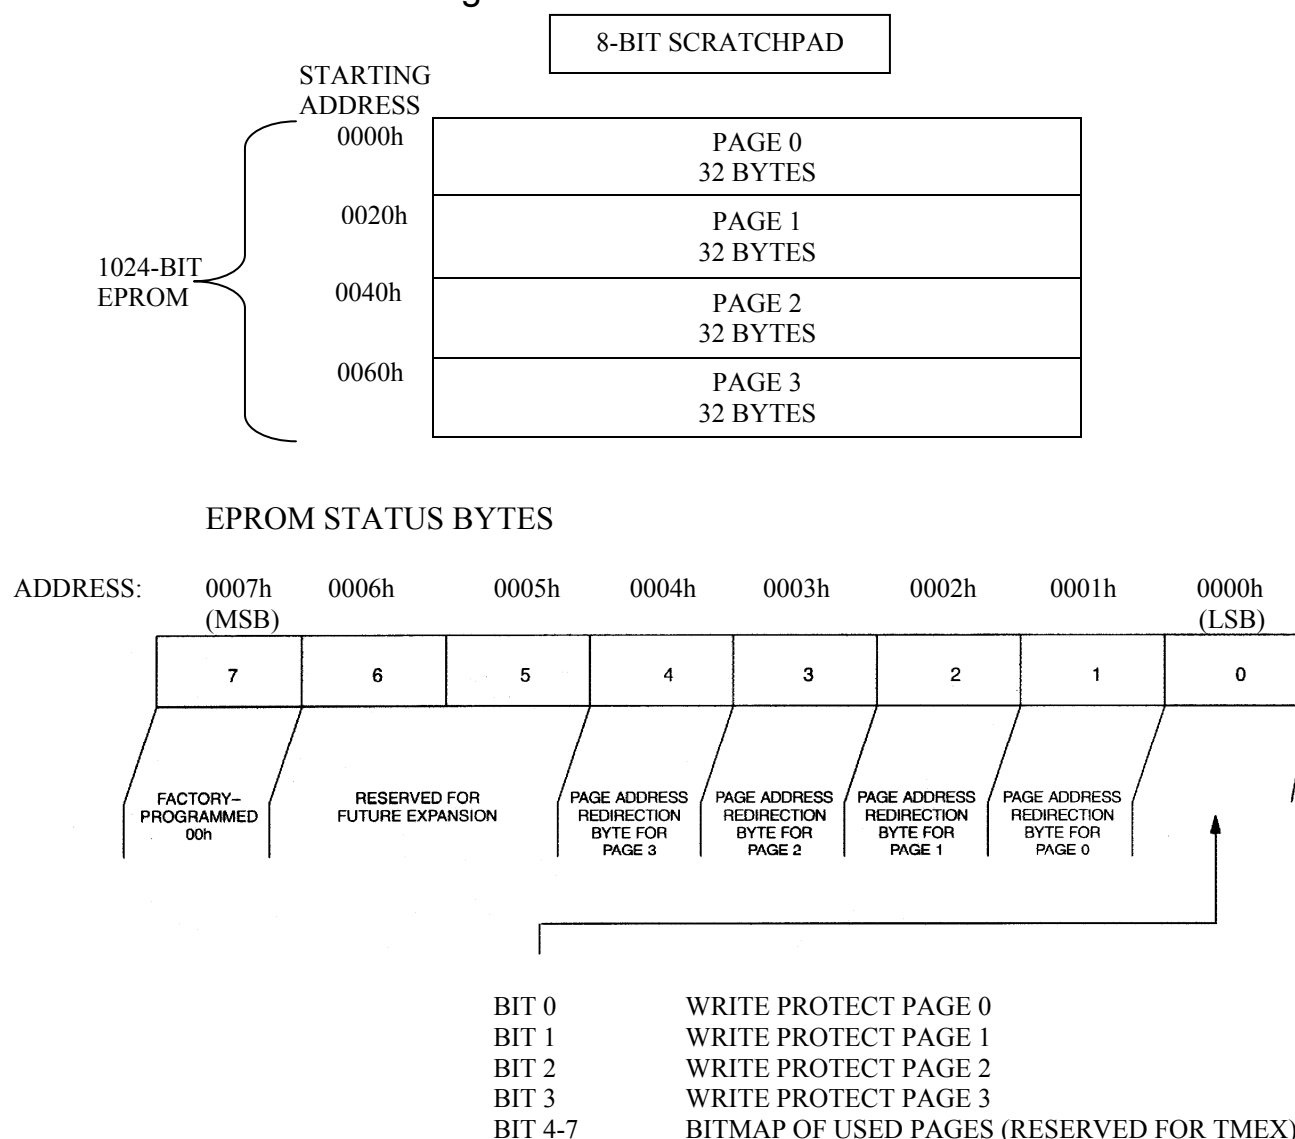 8-BIT SCRATCHPAD
STARTING
ADDRESS
0000h
PAGE 0
32 BYTES
0020h
PAGE 1
32 BYTES
1024-BIT
EPROM
0040h
PAGE 2
32 BYTES
0060h
PAGE 3
32 BYTES
EPROM STATUS BYTES
ADDRESS: 0007h 0006h 0005h 0004h 0003h 0002h 0001h 0000h
(MSB) (LSB)
7 6 5 4 3 2 1 0
FACTORY–
PROGRAMMED
00h
RESERVED FOR
FUTURE EXPANSION
PAGE ADDRESS
REDIRECTION
BYTE FOR
PAGE 3
PAGE ADDRESS
REDIRECTION
BYTE FOR
PAGE 2
PAGE ADDRESS
REDIRECTION
BYTE FOR
PAGE 1
PAGE ADDRESS
REDIRECTION
BYTE FOR
PAGE 0
BIT 0 WRITE PROTECT PAGE 0
BIT 1 WRITE PROTECT PAGE 1
BIT 2 WRITE PROTECT PAGE 2
BIT 3 WRITE PROTECT PAGE 3
BIT 4-7 BITMAP OF USED PAGES (RESERVED FOR TMEX)